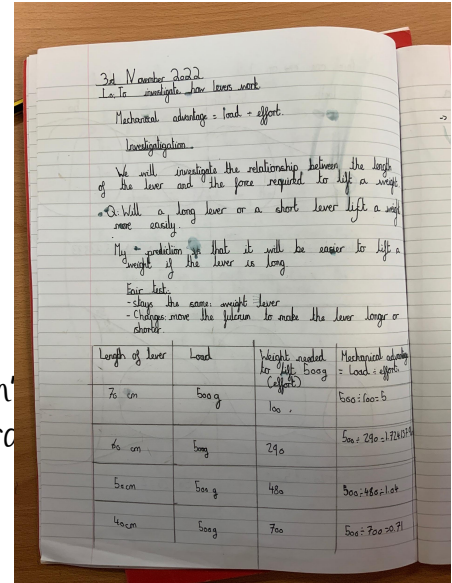 3rd November 2022
L.o. To investigate how levers work
Mechanical advantage = load ÷ effort.
Investigatigation
We will investigate the relationship between the length
of the lever and the force required to lift a weight
Q: Will a long lever or a short lever lift a weight
more easily.
My prediction is that it will be easier to lift a
weight if the lever is long
Fair test:
- stays the same: weight lever
- Changes: move the fulcrum to make the lever longer or
shorter
Length of lever Load Weight needed to lift 500g (effort) Mechanical advantage = Load ÷ effort.
70 cm 500g 100. 500÷100=5
60 cm 500g 290 500÷290=1.724137
50cm 500g 480 500÷480=1.04
40cm 500g 700 500÷700=0.71